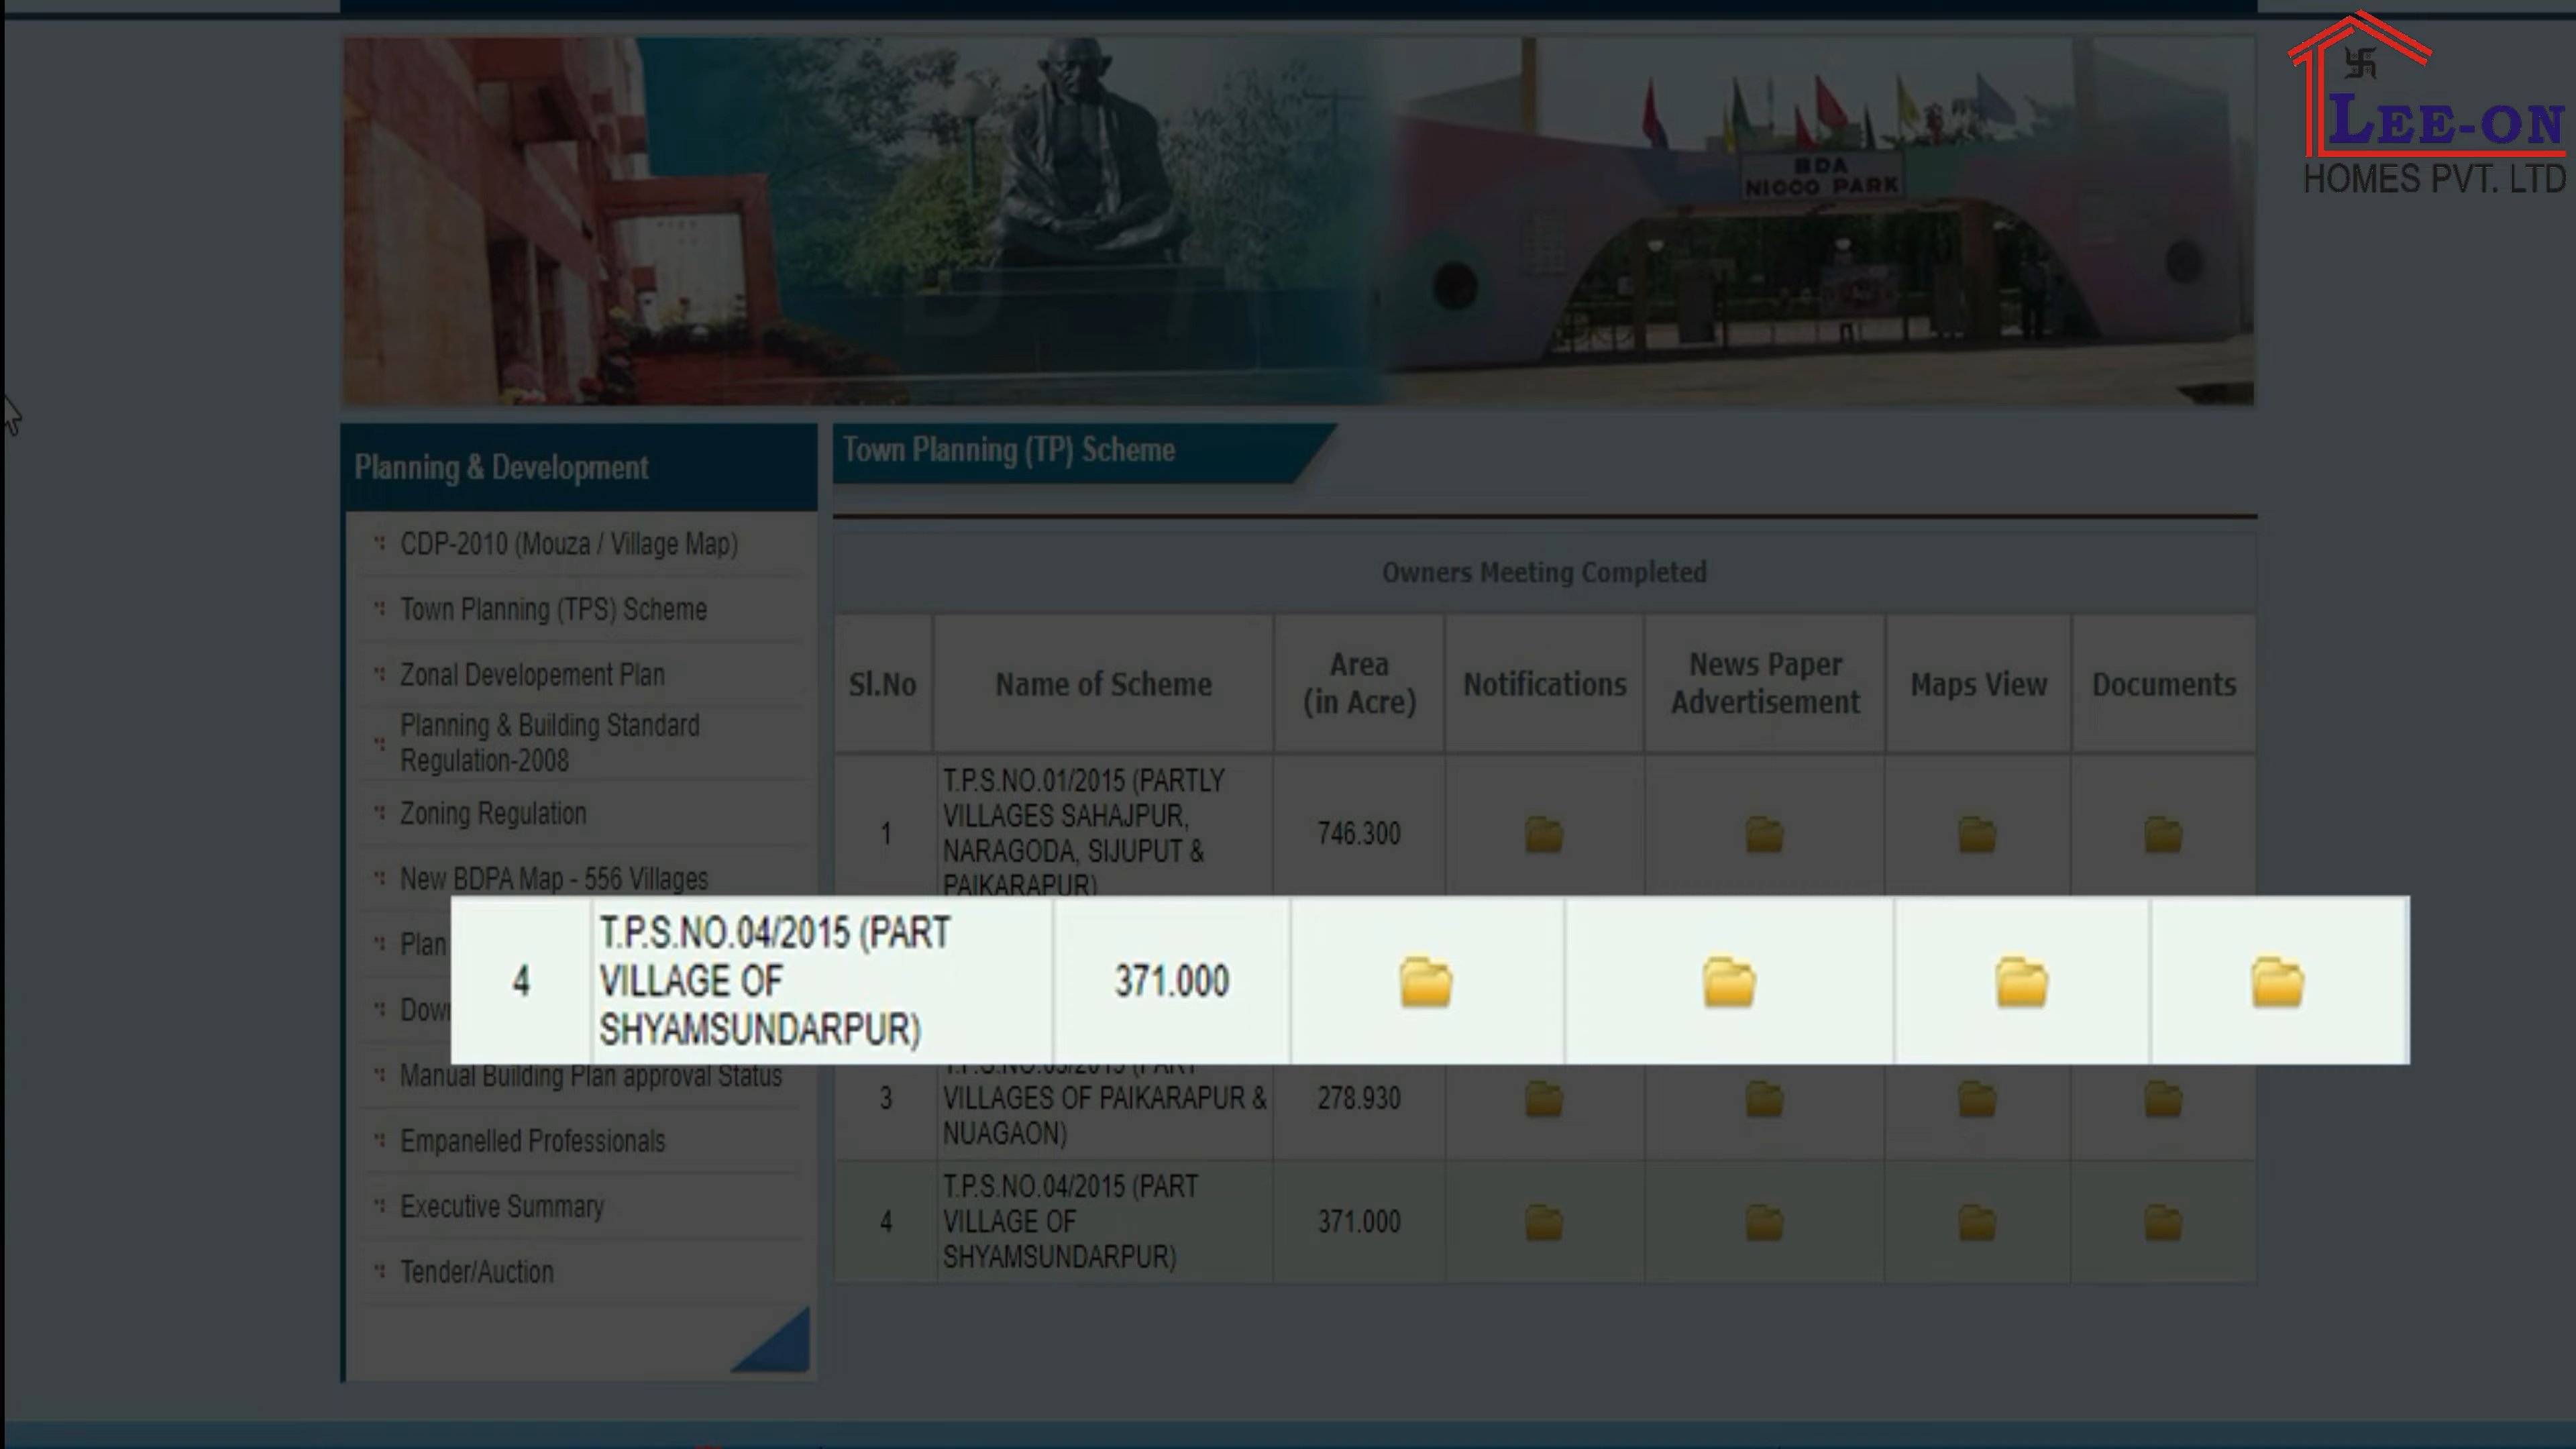 LEE-ON
HOMES PVT. LTD
BDA
NICCO PARK
Planning & Development
Town Planning (TP) Scheme
CDP-2010 (Mouza / Village Map)
Town Planning (TPS) Scheme
Zonal Developement Plan
Planning & Building Standard
Regulation-2008
Zoning Regulation
New BDPA Map - 556 Villages
Plan
Manual Building Plan approval Status
Empanelled Professionals
Executive Summary
Tender/Auction
Owners Meeting Completed
Sl.No
Name of Scheme
Area
(in Acre)
Notifications
News Paper
Advertisement
Maps View
Documents
1
T.P.S.NO.01/2015 (PARTLY
VILLAGES SAHAJPUR,
NARAGODA, SIJUPUT &
PAIKARAPUR)
746.300
4
T.P.S.NO.04/2015 (PART
VILLAGE OF
SHYAMSUNDARPUR)
371.000
3
T.P.S.NO.03/2015 (PART
VILLAGES OF PAIKARAPUR &
NUAGAON)
278.930
4
T.P.S.NO.04/2015 (PART
VILLAGE OF
SHYAMSUNDARPUR)
371.000